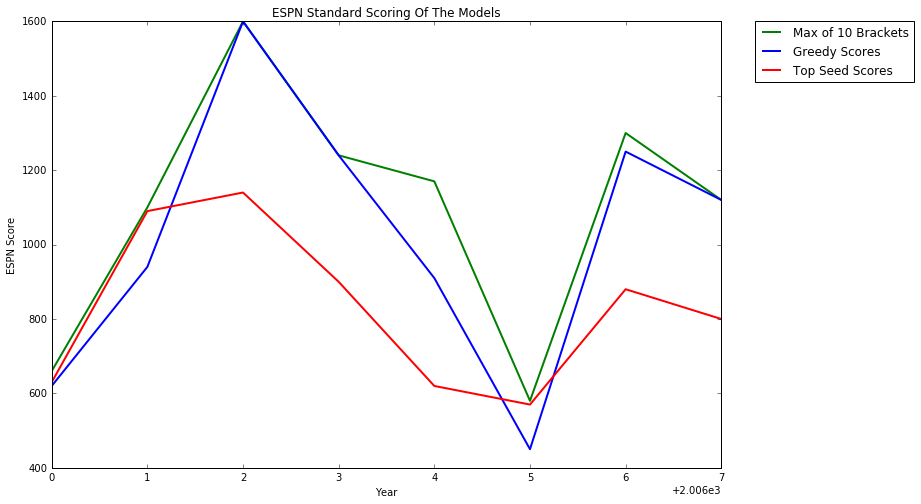 ESPN Standard Scoring Of The Models
1600
1400
1200
1000
800
600
400
ESPN Score
0 1 2 3 4 5 6 7
Year
+2.006e3
Max of 10 Brackets
Greedy Scores
Top Seed Scores